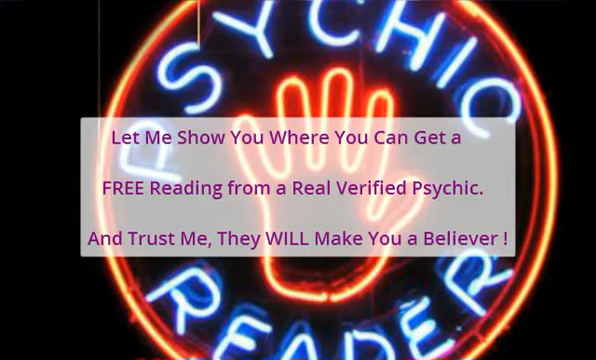 PSYCHIC
Let Me Show You Where You Can Get a
FREE Reading from a Real Verified Psychic.
And Trust Me, They WILL Make You a Believer !
READER